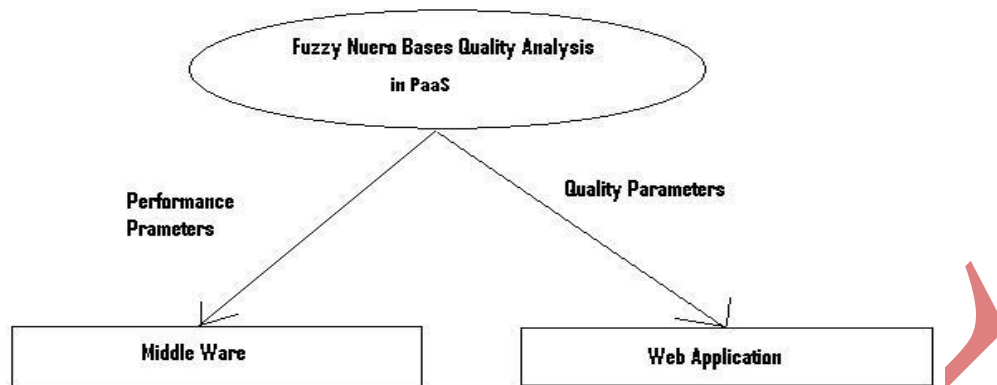 Fuzzy Nuero Bases Quality Analysis
in PaaS
Performance
Prameters
Quality Parameters
Middle Ware
Web Application